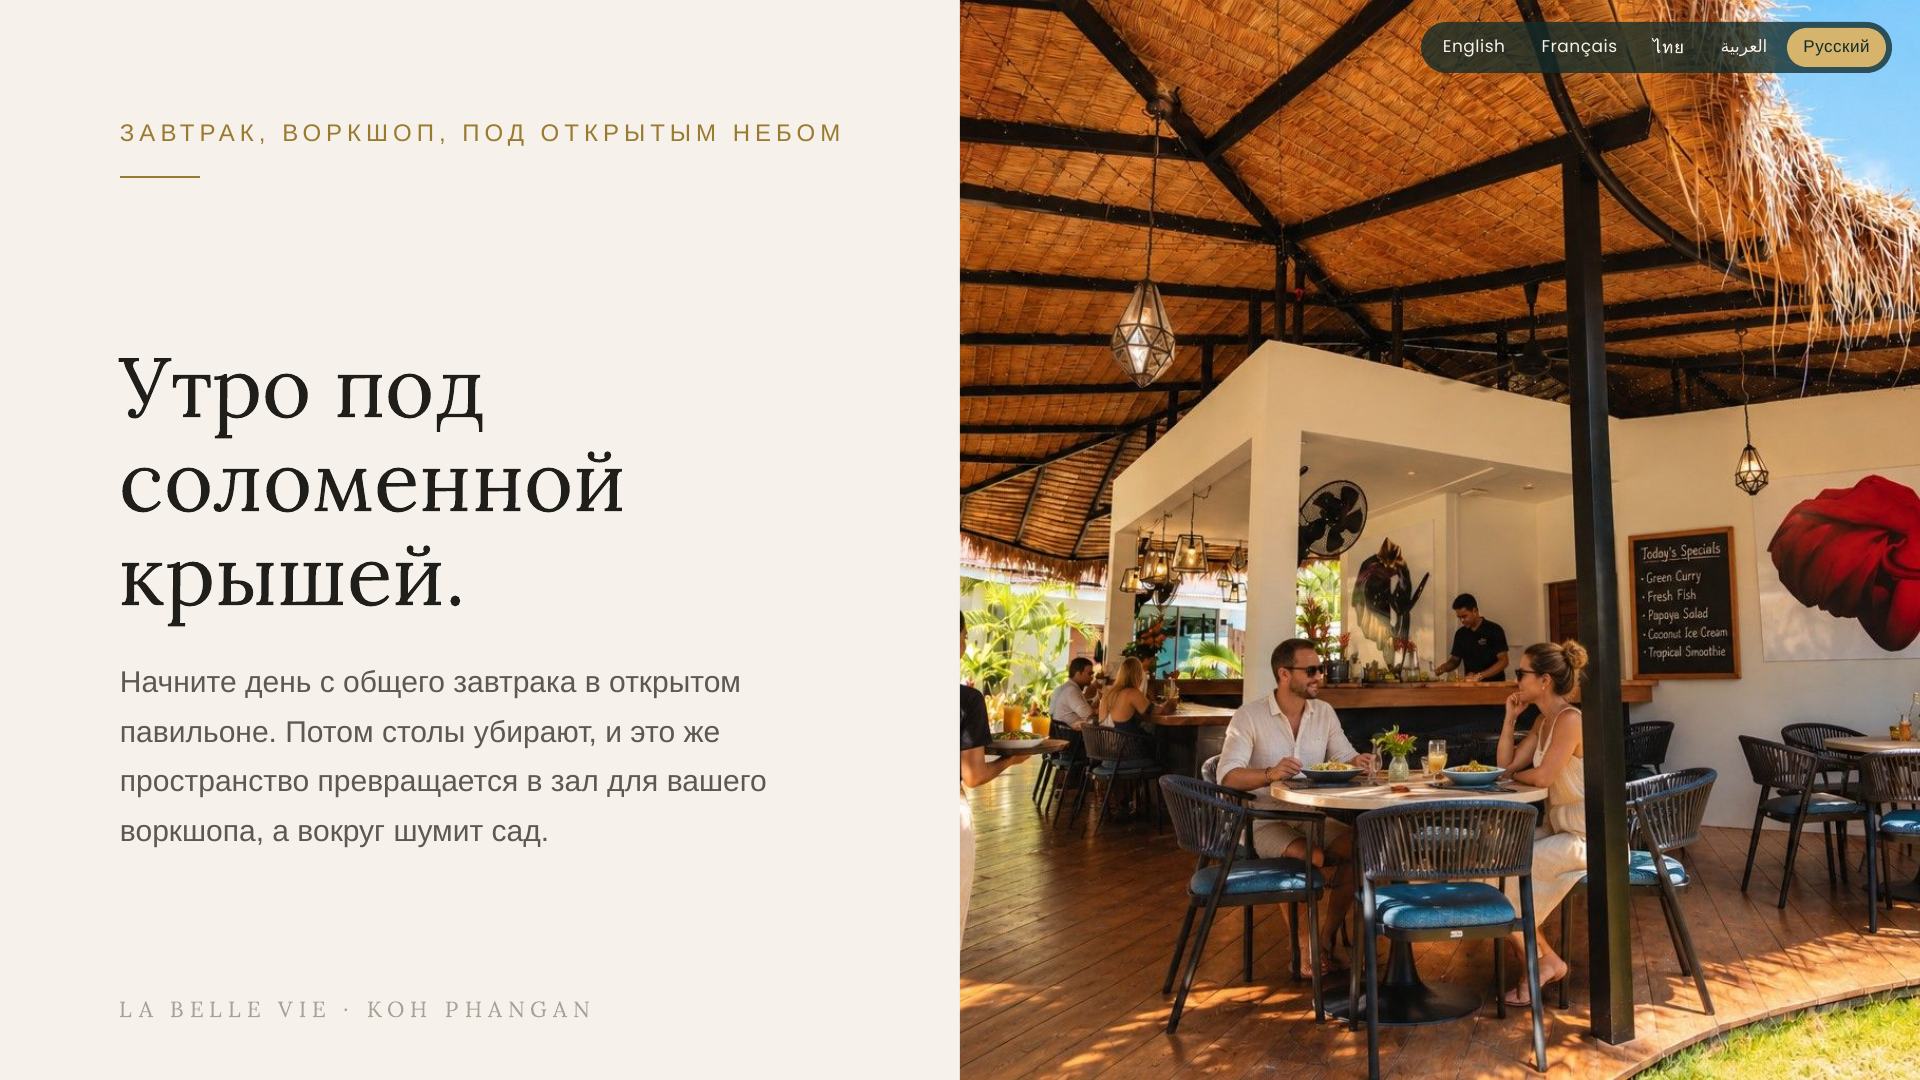 English Français ไทย العربية Русский
ЗАВТРАК, ВОРКШОП, ПОД ОТКРЫТЫМ НЕБОМ
Утро под
соломенной
крышей.
Начните день с общего завтрака в открытом
павильоне. Потом столы убирают, и это же
пространство превращается в зал для вашего
воркшопа, а вокруг шумит сад.
LA BELLE VIE · KOH PHANGAN
Today's Specials
· Green Curry
· Fresh Fish
· Papaya Salad
· Coconut Ice Cream
· Tropical Smoothie